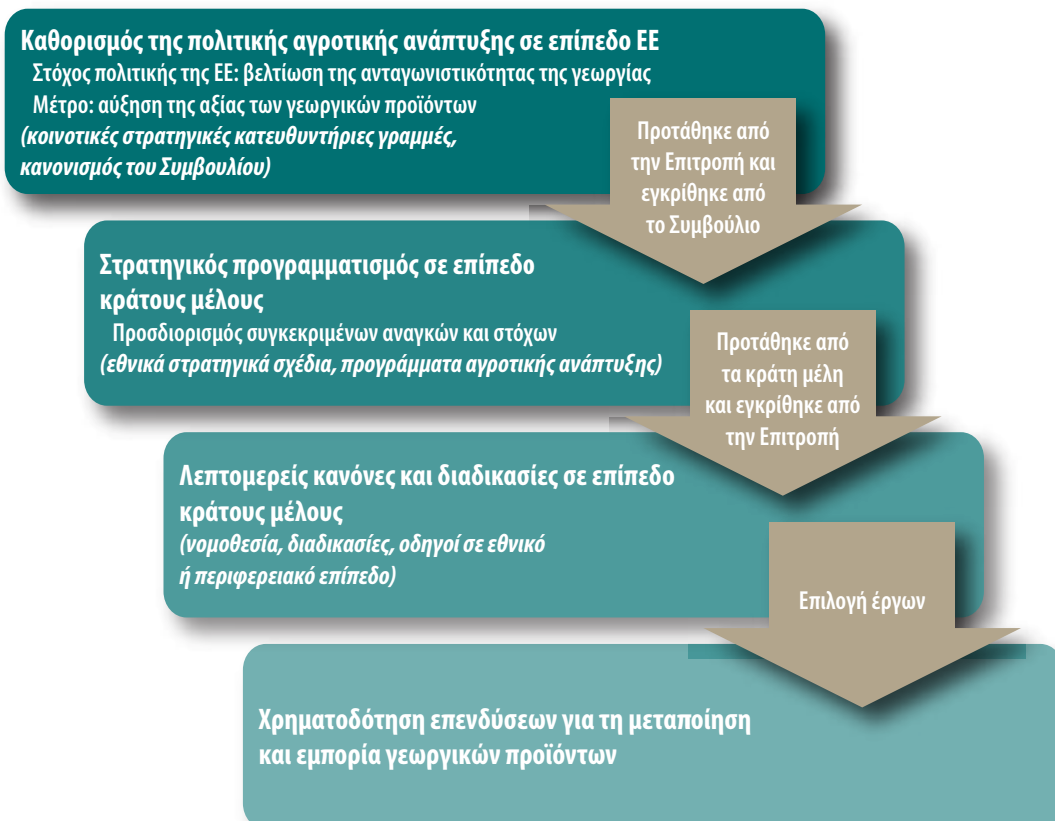 Καθορισμός της πολιτικής αγροτικής ανάπτυξης σε επίπεδο ΕΕ
Στόχος πολιτικής της ΕΕ: βελτίωση της ανταγωνιστικότητας της γεωργίας
Μέτρο: αύξηση της αξίας των γεωργικών προϊόντων
(κοινοτικές στρατηγικές κατευθυντήριες γραμμές,
κανονισμός του Συμβουλίου)
Προτάθηκε από
την Επιτροπή και
εγκρίθηκε από
το Συμβούλιο
Στρατηγικός προγραμματισμός σε επίπεδο
κράτους μέλους
Προσδιορισμός συγκεκριμένων αναγκών και στόχων
(εθνικά στρατηγικά σχέδια, προγράμματα αγροτικής ανάπτυξης)
Προτάθηκε από
τα κράτη μέλη
και εγκρίθηκε από
την Επιτροπή
Λεπτομερείς κανόνες και διαδικασίες σε επίπεδο
κράτους μέλους
(νομοθεσία, διαδικασίες, οδηγοί σε εθνικό
ή περιφερειακό επίπεδο)
Επιλογή έργων
Χρηματοδότηση επενδύσεων για τη μεταποίηση
και εμπορία γεωργικών προϊόντων